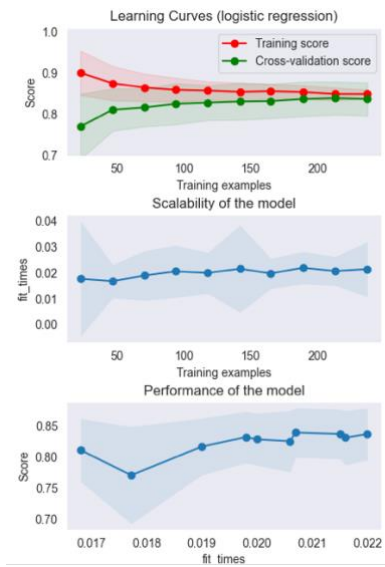 Learning Curves (logistic regression)
1.0
0.9
0.8
0.7
Score
Training score
Cross-validation score
50
100
150
200
Training examples
Scalability of the model
0.04
0.03
0.02
0.01
0.00
fit_times
50
100
150
200
Training examples
Performance of the model
0.85
0.80
0.75
0.70
Score
0.017
0.018
0.019
0.020
0.021
0.022
fit_times